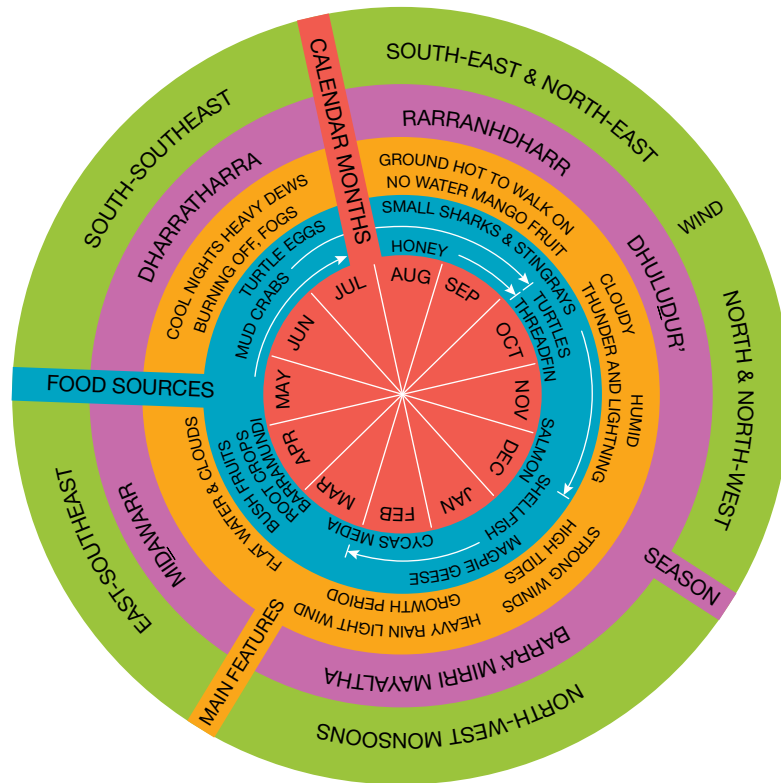 CALENDAR MONTHS
SOUTH-EAST & NORTH-EAST
WIND
NORTH & NORTH-WEST
NORTH-WEST MONSOONS
EAST-SOUTHEAST
SOUTH-SOUTHEAST
SEASON
RARRANHDHARR
DHULUḎUR'
BARRA' MIRRI MAYALTHA
MIḎAWARR
DHARRATHARRA
MAIN FEATURES
GROUND HOT TO WALK ON
NO WATER MANGO FRUIT
CLOUDY
THUNDER AND LIGHTNING
HUMID
STRONG WINDS
HIGH TIDES
GROWTH PERIOD
HEAVY RAIN LIGHT WIND
FLAT WATER & CLOUDS
COOL NIGHTS HEAVY DEWS
BURNING OFF, FOGS
FOOD SOURCES
SMALL SHARKS & STINGRAYS
HONEY
TURTLES
THREADFIN
SALMON
SHELLFISH
MAGPIE GEESE
CYCAS MEDIA
BUSH FRUITS
ROOT CROPS
BARRAMUNDI
MUD CRABS
TURTLE EGGS
AUG
SEP
OCT
NOV
DEC
JAN
FEB
MAR
APR
MAY
JUN
JUL